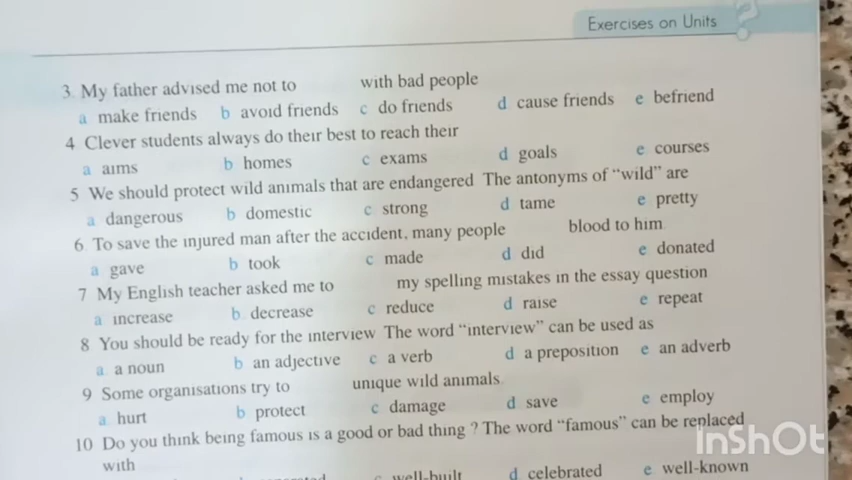 Exercises on Units
3. My father advised me not to with bad people
a make friends b avoid friends c do friends d cause friends e befriend
4 Clever students always do their best to reach their
a aims b homes c exams d goals e courses
5 We should protect wild animals that are endangered The antonyms of "wild" are
a dangerous b domestic c strong d tame e pretty
6 To save the injured man after the accident, many people blood to him
a gave b took c made d did e donated
7 My English teacher asked me to my spelling mistakes in the essay question
a increase b decrease c reduce d raise e repeat
8 You should be ready for the interview The word "interview" can be used as
a a noun b an adjective c a verb d a preposition e an adverb
9 Some organisations try to unique wild animals
a. hurt b protect c damage d save e employ
10 Do you think being famous is a good or bad thing ? The word "famous" can be replaced
with
c well-built d celebrated e well-known
InShOt